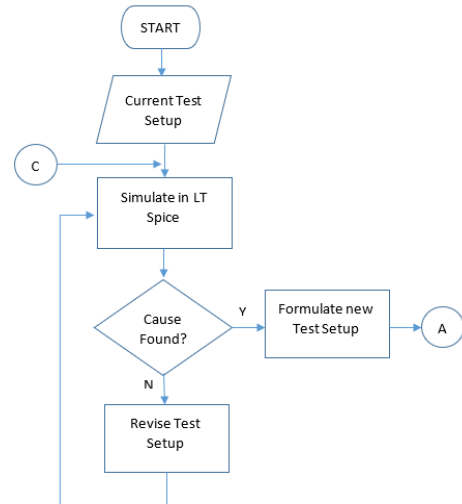 START
Current Test
Setup
C
Simulate in LT
Spice
Cause
Found?
Y
Formulate new
Test Setup
A
N
Revise Test
Setup